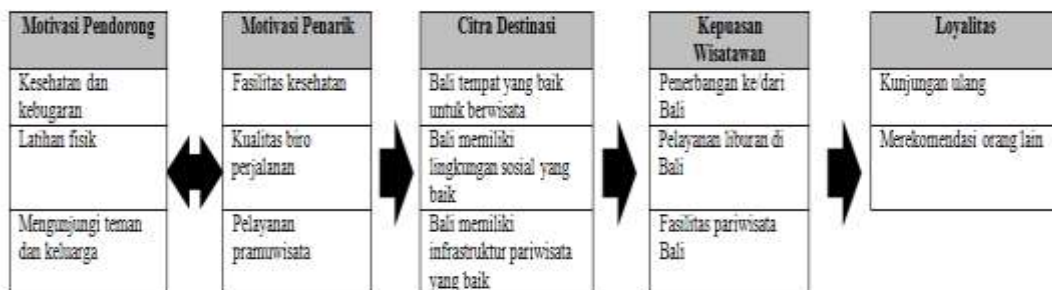 Motivasi Pendorong
Kesehatan dan
kebugaran
Latihan fisik
Mengunjungi teman
dan keluarga
Motivasi Penarik
Fasilitas kesehatan
Kualitas biro
perjalanan
Pelayanan
pramuwisata
Citra Destinasi
Bali tempat yang baik
untuk berwisata
Bali memiliki
lingkungan sosial yang
baik
Bali memiliki
infrastruktur pariwisata
yang baik
Kepuasan
Wisatawan
Penerbangan ke/dari
Bali
Pelayanan liburan di
Bali
Fasilitas pariwisata
Bali
Loyalitas
Kunjungan ulang
Merekomendasi orang lain